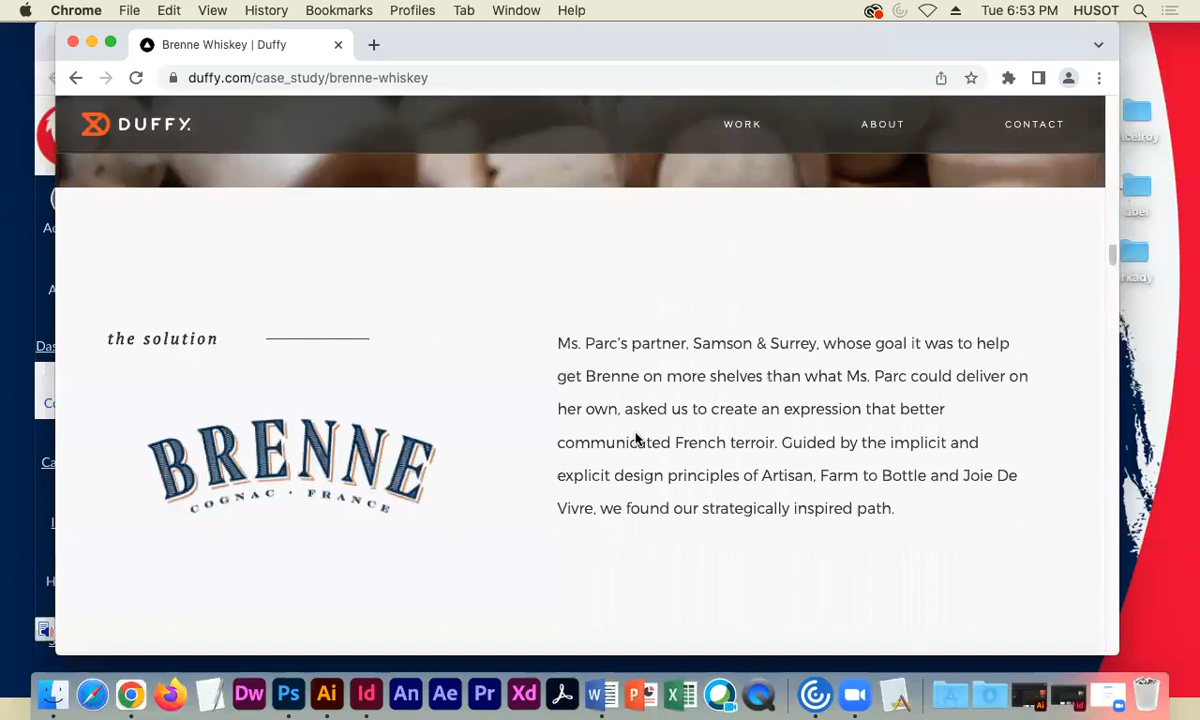 Chrome File Edit View History Bookmarks Profiles Tab Window Help Tue 6:53 PM HUSOT
Brenne Whiskey | Duffy
duffy.com/case_study/brenne-whiskey
DUFFY. WORK ABOUT CONTACT
the solution
BRENNE
COGNAC · FRANCE
Ms. Parc's partner, Samson & Surrey, whose goal it was to help
get Brenne on more shelves than what Ms. Parc could deliver on
her own, asked us to create an expression that better
communicated French terroir. Guided by the implicit and
explicit design principles of Artisan, Farm to Bottle and Joie De
Vivre, we found our strategically inspired path.
Das
Dw Ps Ai Id An Ae Pr Xd W P X